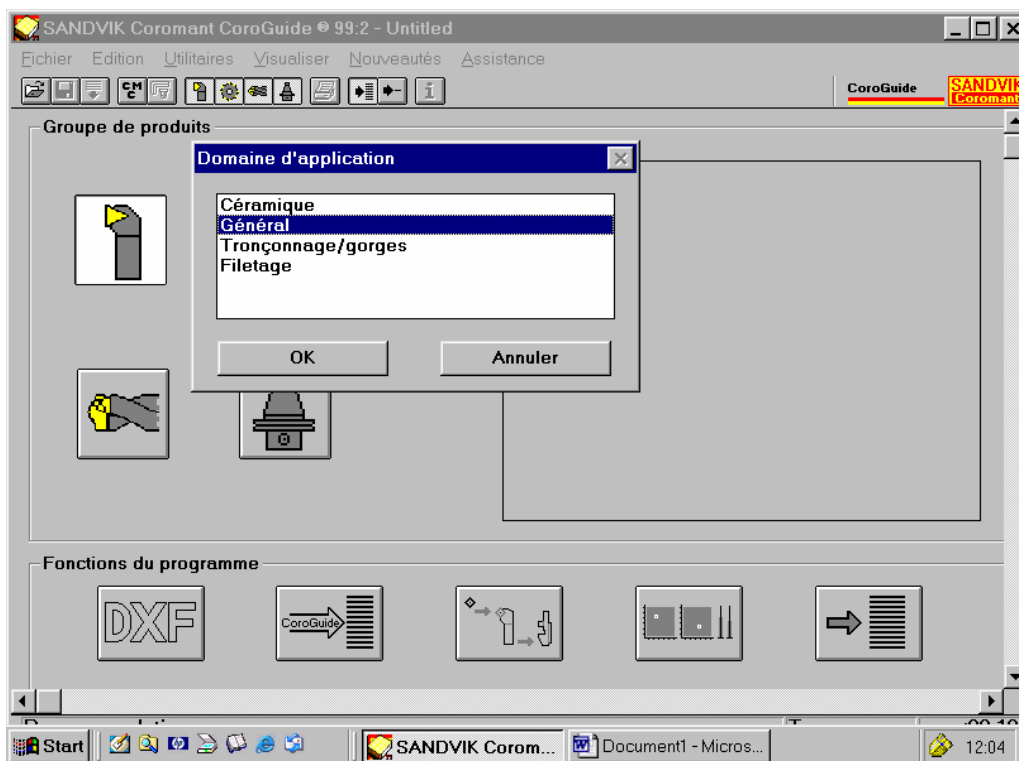 SANDVIK Coromant CoroGuide ® 99:2 - Untitled
Fichier Edition Utilitaires Visualiser Nouveautés Assistance
CMC
CoroGuide SANDVIK
Coromant
Groupe de produits
Domaine d'application
Céramique
Général
Tronçonnage/gorges
Filetage
OK Annuler
Fonctions du programme
DXF CoroGuide
Start SANDVIK Corom... Document1 - Micros... 12:04